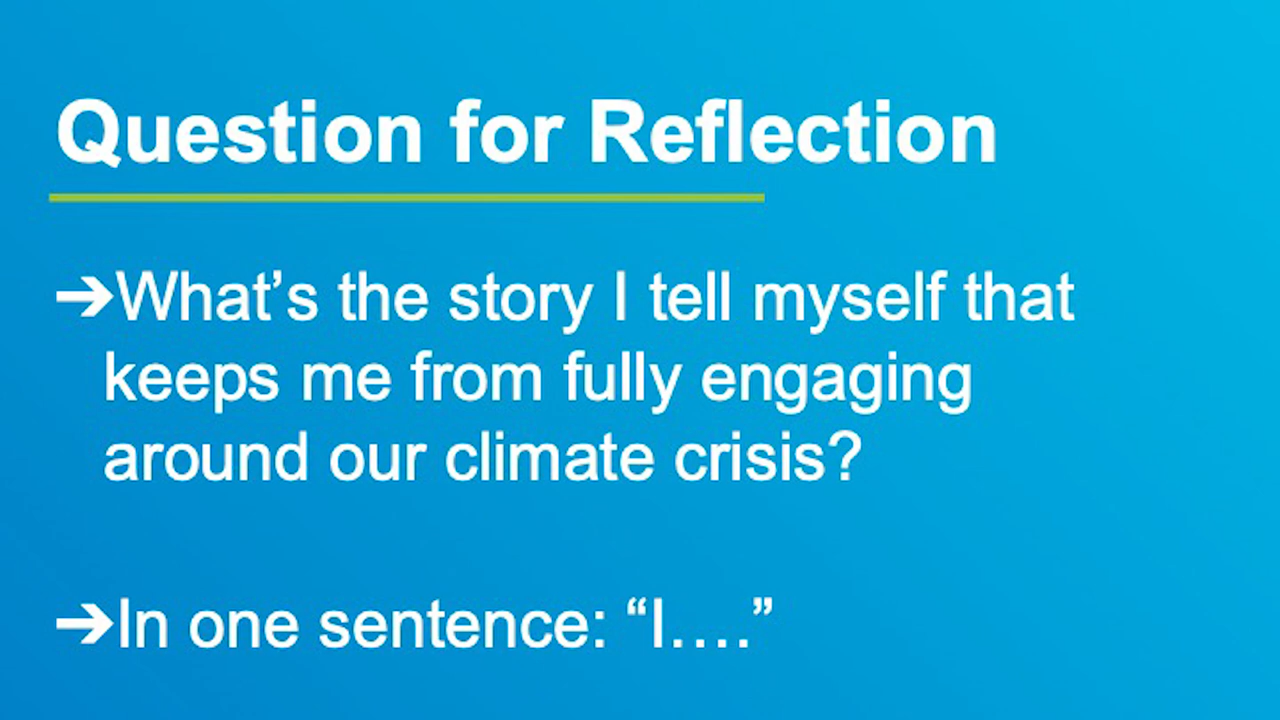 Question for Reflection
➔What’s the story I tell myself that
keeps me from fully engaging
around our climate crisis?
➔In one sentence: “I….”